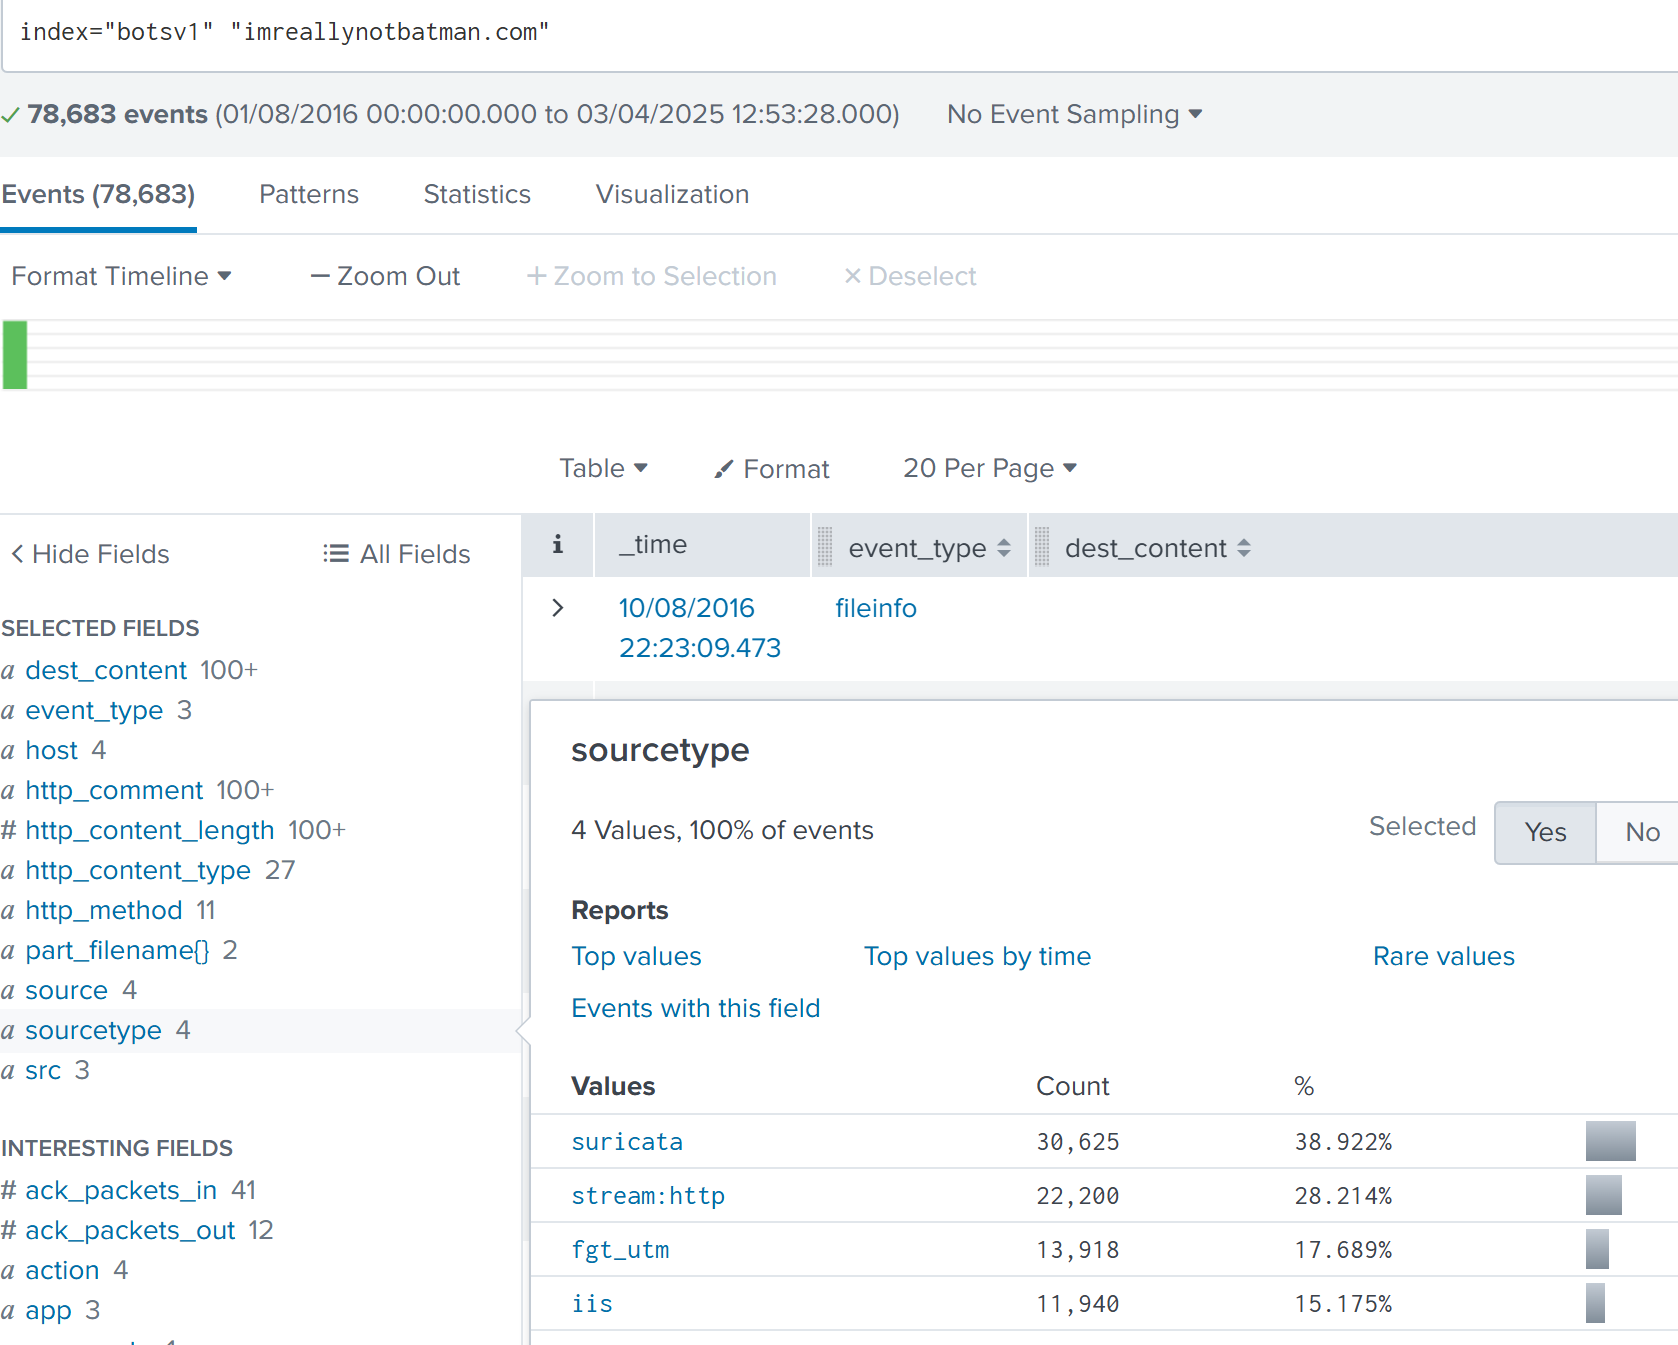 index="botsv1" "imreallynotbatman.com"
78,683 events (01/08/2016 00:00:00.000 to 03/04/2025 12:53:28.000) No Event Sampling
Events (78,683) Patterns Statistics Visualization
Format Timeline — Zoom Out + Zoom to Selection × Deselect
Table Format 20 Per Page
< Hide Fields All Fields
i _time event_type dest_content
> 10/08/2016 22:23:09.473 fileinfo
SELECTED FIELDS
a dest_content 100+
a event_type 3
a host 4
a http_comment 100+
# http_content_length 100+
a http_content_type 27
a http_method 11
a part_filename{} 2
a source 4
a sourcetype 4
a src 3
INTERESTING FIELDS
# ack_packets_in 41
# ack_packets_out 12
a action 4
a app 3
sourcetype
4 Values, 100% of events Selected Yes No
Reports
Top values Top values by time Rare values
Events with this field
Values Count %
suricata 30,625 38.922%
stream:http 22,200 28.214%
fgt_utm 13,918 17.689%
iis 11,940 15.175%